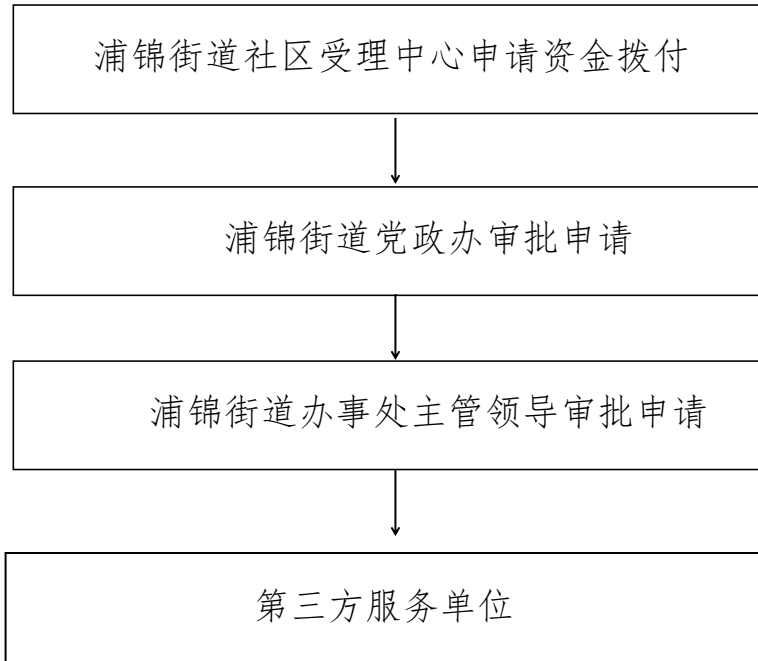 浦锦街道社区受理中心申请资金拨付
浦锦街道党政办审批申请
浦锦街道办事处主管领导审批申请
第三方服务单位